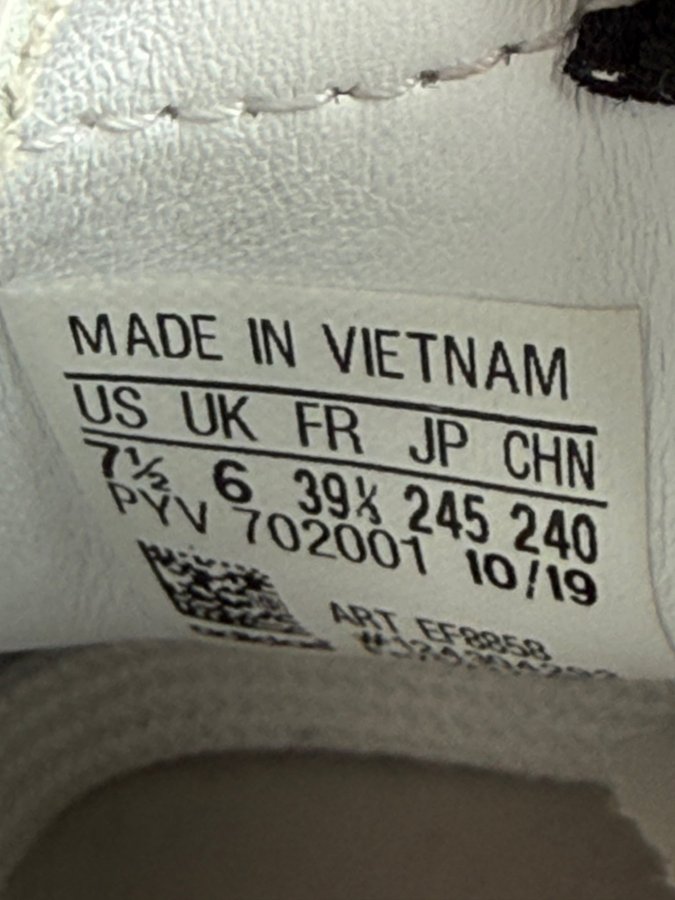 MADE IN VIETNAM
US UK FR JP CHN
7½ 6 39⅓ 245 240
PYV 702001 10/19
ART EF8858